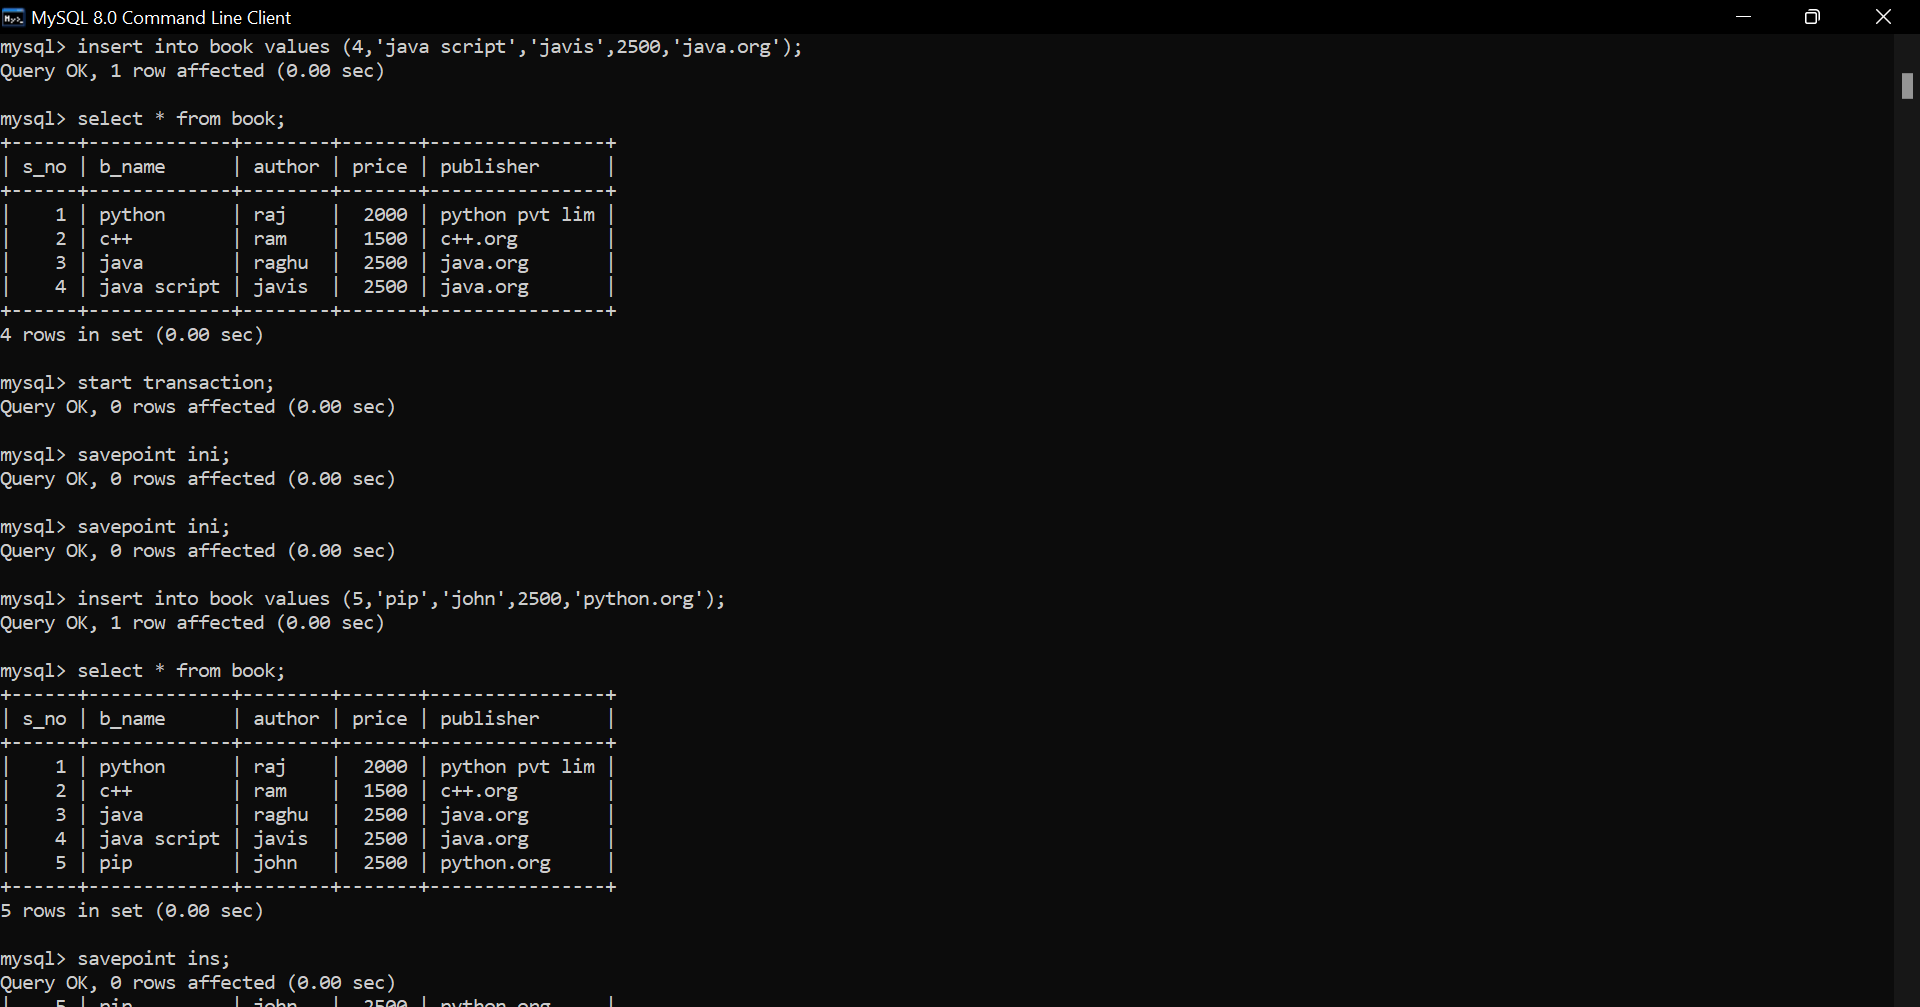 MySQL 8.0 Command Line Client
mysql> insert into book values (4,'java script','javis',2500,'java.org');
Query OK, 1 row affected (0.00 sec)
mysql> select * from book;
+------+-------------+--------+-------+----------------+
| s_no | b_name      | author | price | publisher      |
+------+-------------+--------+-------+----------------+
|    1 | python      | raj    |  2000 | python pvt lim |
|    2 | c++         | ram    |  1500 | c++.org        |
|    3 | java        | raghu  |  2500 | java.org       |
|    4 | java script | javis  |  2500 | java.org       |
+------+-------------+--------+-------+----------------+
4 rows in set (0.00 sec)
mysql> start transaction;
Query OK, 0 rows affected (0.00 sec)
mysql> savepoint ini;
Query OK, 0 rows affected (0.00 sec)
mysql> savepoint ini;
Query OK, 0 rows affected (0.00 sec)
mysql> insert into book values (5,'pip','john',2500,'python.org');
Query OK, 1 row affected (0.00 sec)
mysql> select * from book;
+------+-------------+--------+-------+----------------+
| s_no | b_name      | author | price | publisher      |
+------+-------------+--------+-------+----------------+
|    1 | python      | raj    |  2000 | python pvt lim |
|    2 | c++         | ram    |  1500 | c++.org        |
|    3 | java        | raghu  |  2500 | java.org       |
|    4 | java script | javis  |  2500 | java.org       |
|    5 | pip         | john   |  2500 | python.org     |
+------+-------------+--------+-------+----------------+
5 rows in set (0.00 sec)
mysql> savepoint ins;
Query OK, 0 rows affected (0.00 sec)
|    5 | pip         | john   |  2500 | python.org     |